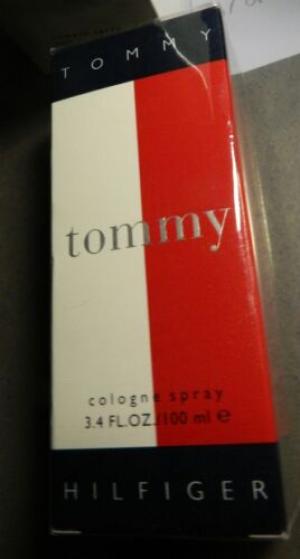 TOMMY
tommy
cologne spray
3.4 FL.OZ./100 ml ℮
HILFIGER